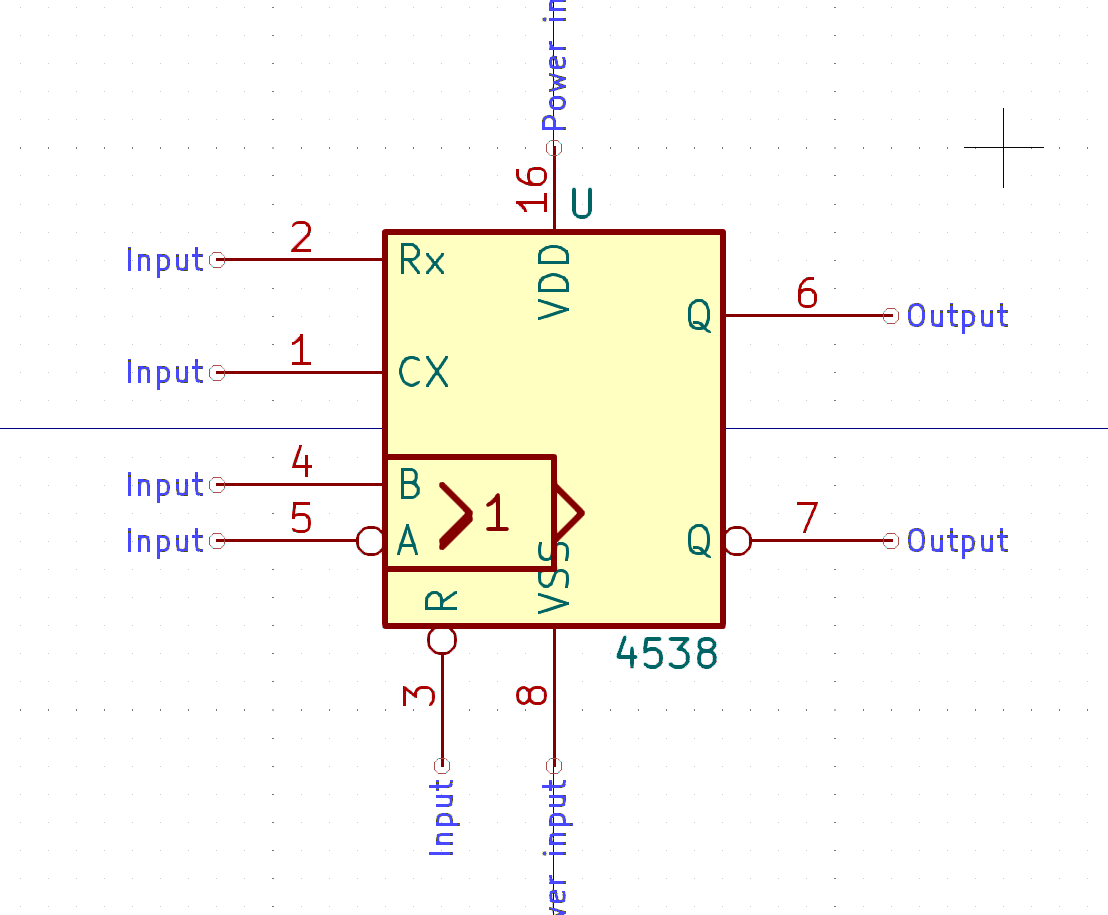 Power in
16
U
2
Input
Rx
VDD
6
Q
Output
1
Input
CX
4
Input
B
5
Input
A
1
7
Q
Output
R
VSS
4538
3
8
Input
wer input